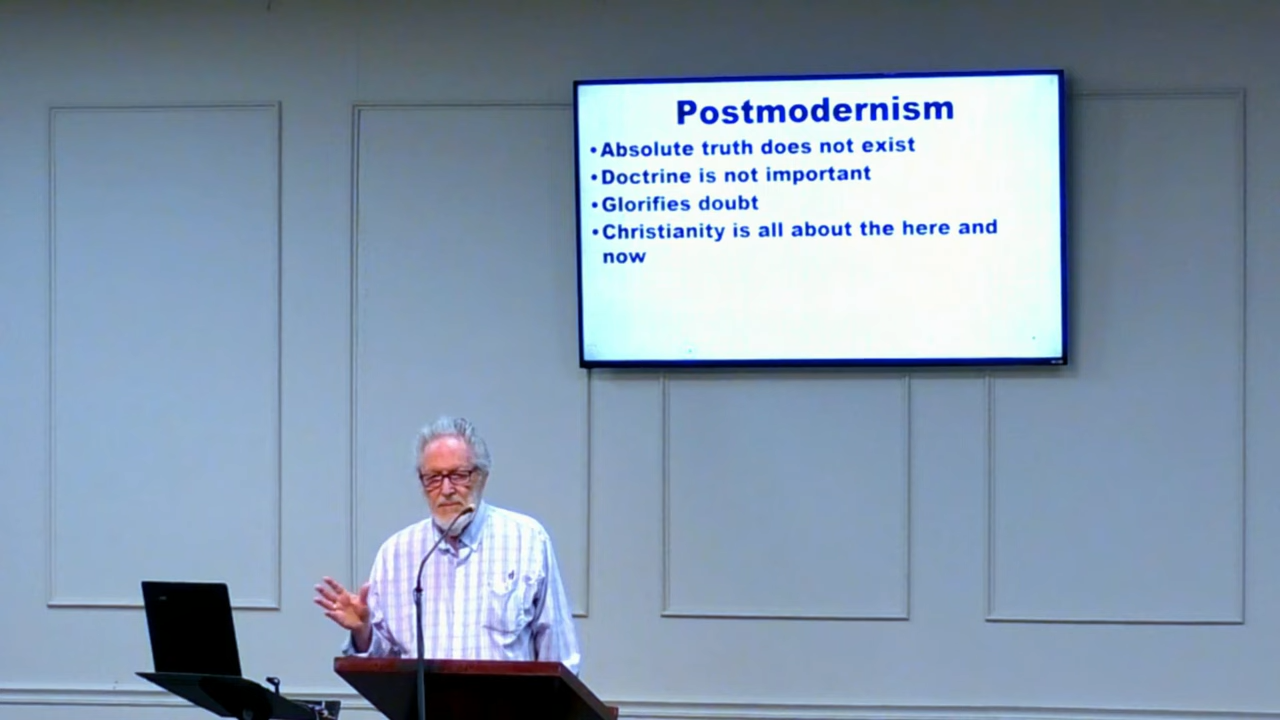 Postmodernism
•Absolute truth does not exist
•Doctrine is not important
•Glorifies doubt
•Christianity is all about the here and
now